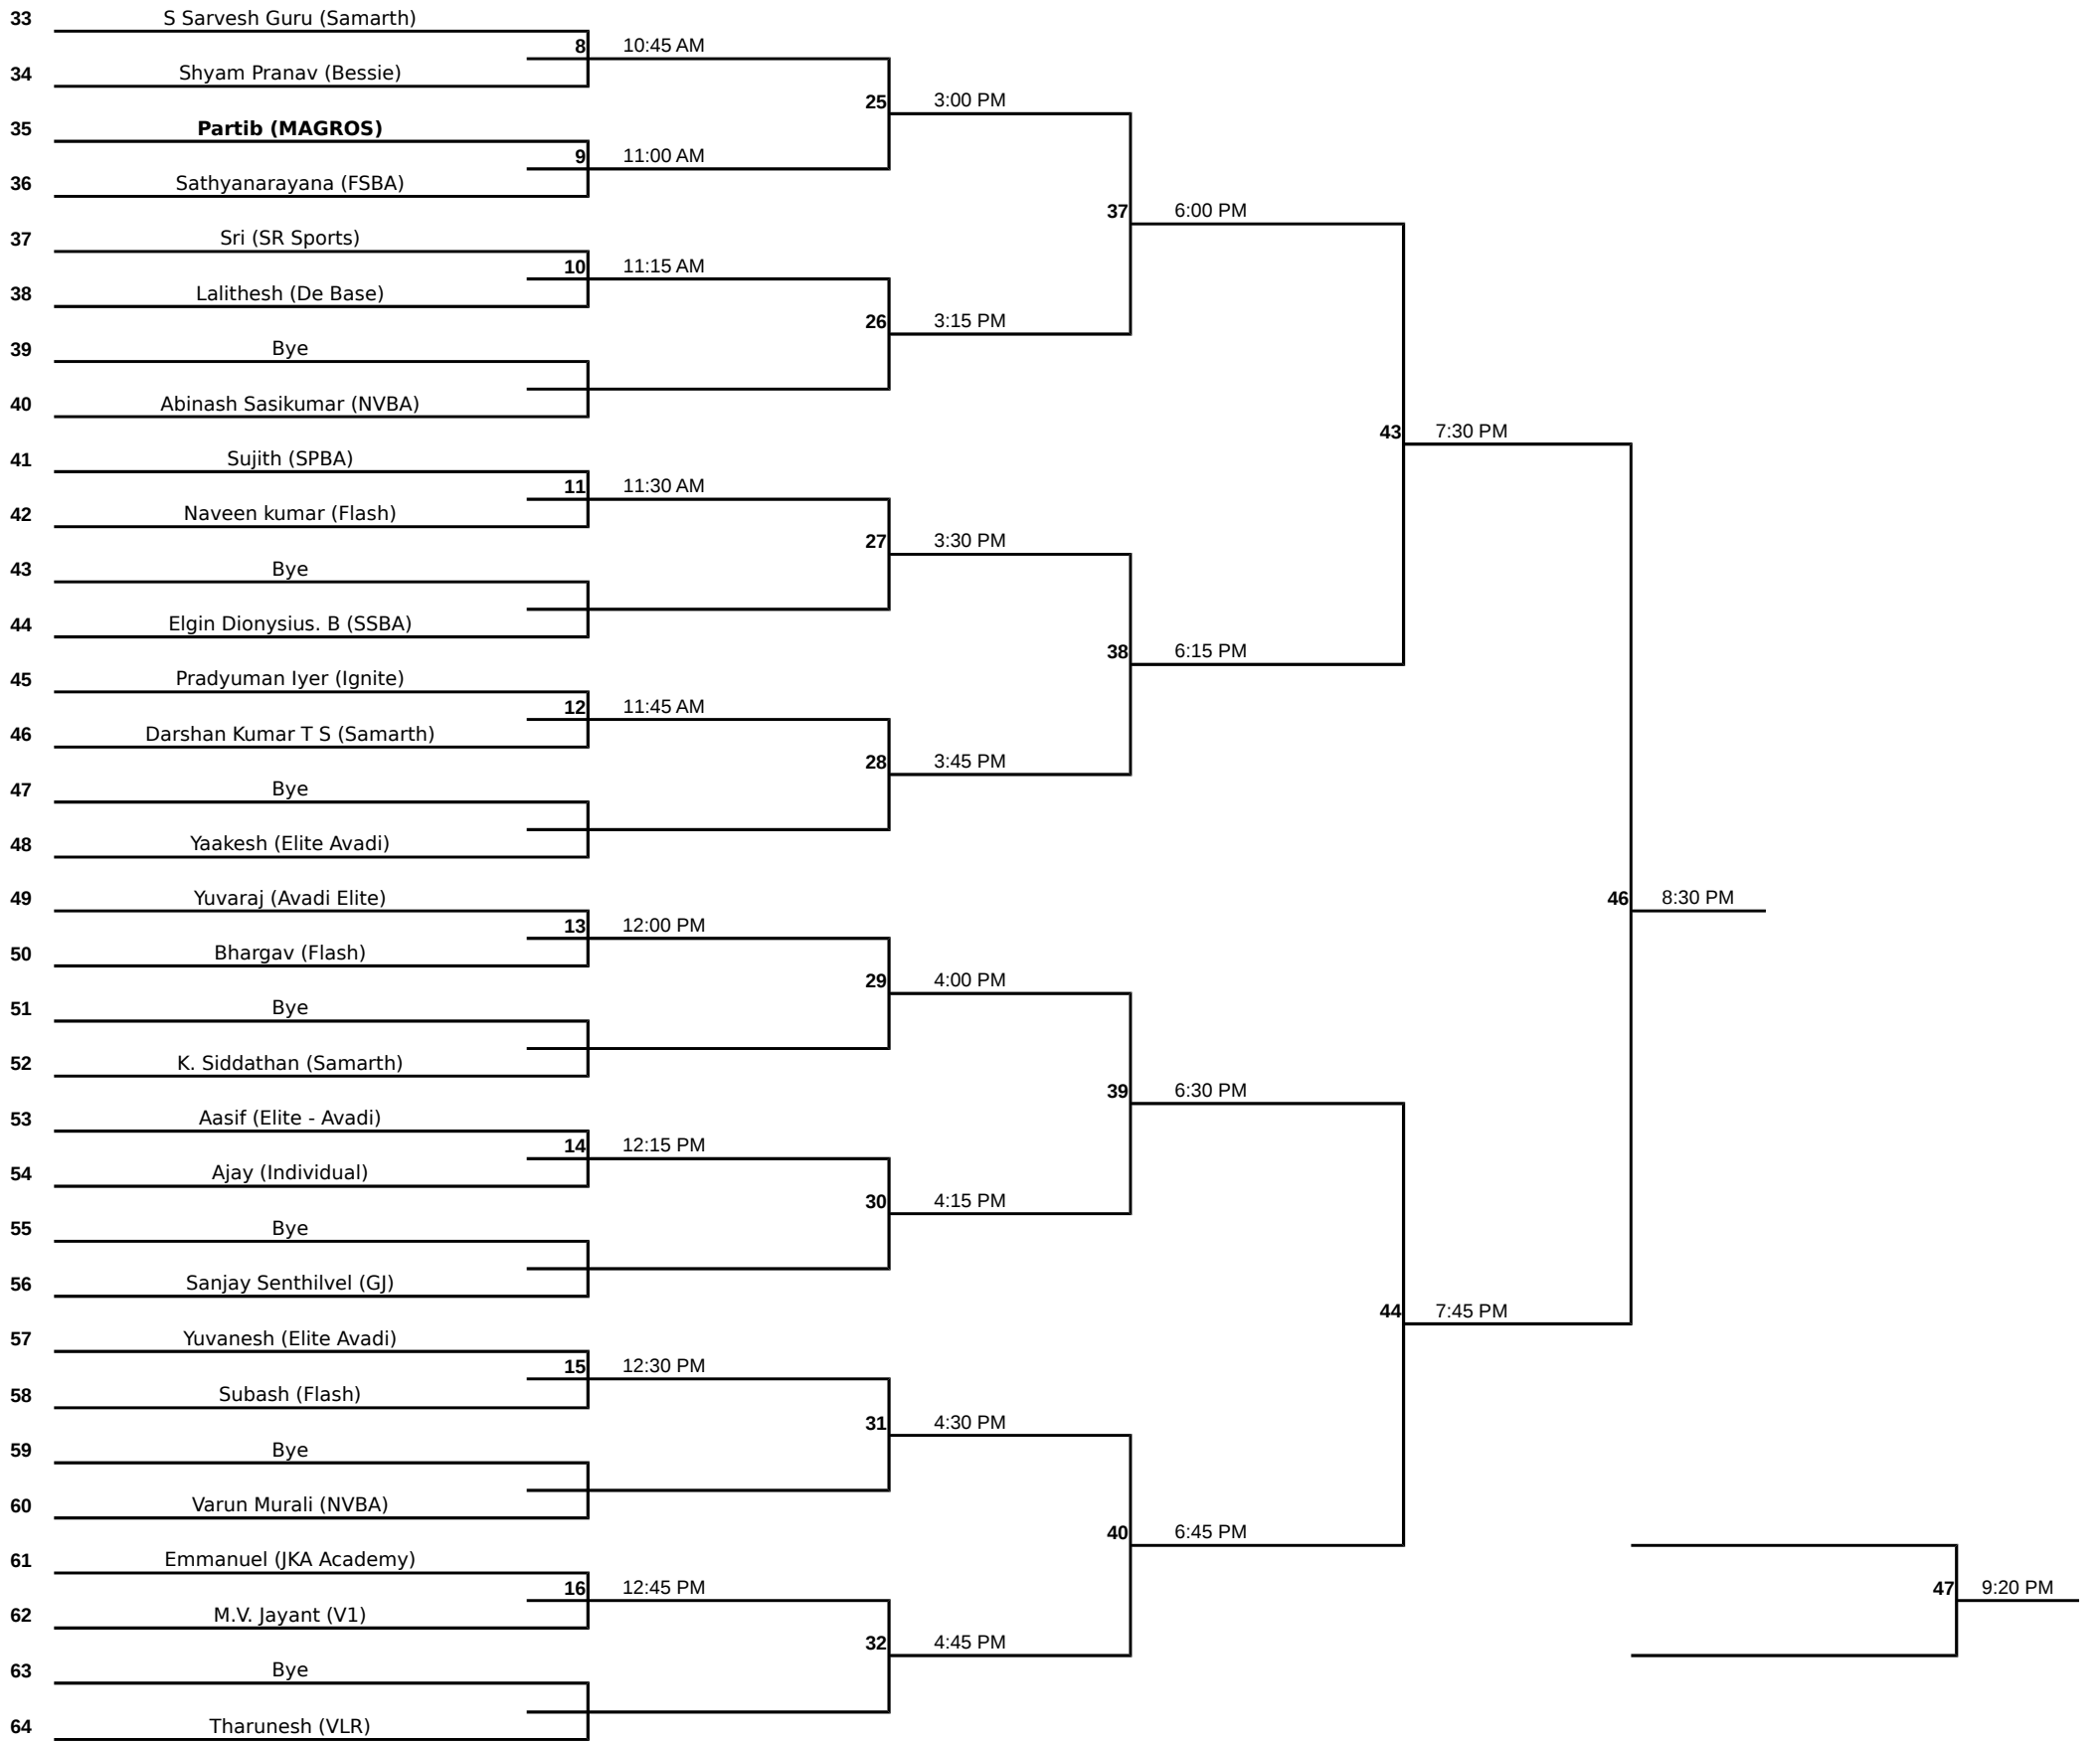 33 S Sarvesh Guru (Samarth)
8 10:45 AM
34 Shyam Pranav (Bessie)
25 3:00 PM
35 Partib (MAGROS)
9 11:00 AM
36 Sathyanarayana (FSBA)
37 6:00 PM
37 Sri (SR Sports)
10 11:15 AM
38 Lalithesh (De Base)
26 3:15 PM
39 Bye
40 Abinash Sasikumar (NVBA)
43 7:30 PM
41 Sujith (SPBA)
11 11:30 AM
42 Naveen kumar (Flash)
27 3:30 PM
43 Bye
44 Elgin Dionysius. B (SSBA)
38 6:15 PM
45 Pradyuman Iyer (Ignite)
12 11:45 AM
46 Darshan Kumar T S (Samarth)
28 3:45 PM
47 Bye
48 Yaakesh (Elite Avadi)
49 Yuvaraj (Avadi Elite)
46 8:30 PM
13 12:00 PM
50 Bhargav (Flash)
29 4:00 PM
51 Bye
52 K. Siddathan (Samarth)
39 6:30 PM
53 Aasif (Elite - Avadi)
14 12:15 PM
54 Ajay (Individual)
30 4:15 PM
55 Bye
56 Sanjay Senthilvel (GJ)
44 7:45 PM
57 Yuvanesh (Elite Avadi)
15 12:30 PM
58 Subash (Flash)
31 4:30 PM
59 Bye
60 Varun Murali (NVBA)
40 6:45 PM
61 Emmanuel (JKA Academy)
16 12:45 PM
47 9:20 PM
62 M.V. Jayant (V1)
32 4:45 PM
63 Bye
64 Tharunesh (VLR)